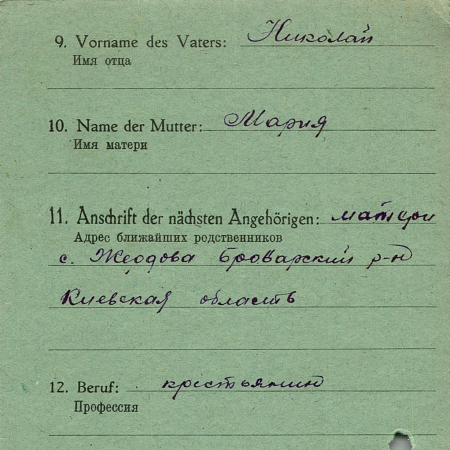 9. Vorname des Vaters: Николай
Имя отца
10. Name der Mutter: Мария
Имя матери
11. Anschrift der nächsten Angehörigen: матери
Адрес ближайших родственников
с. Жердова Броварский р-н
Киевская область
12. Beruf: крестьянин
Профессия